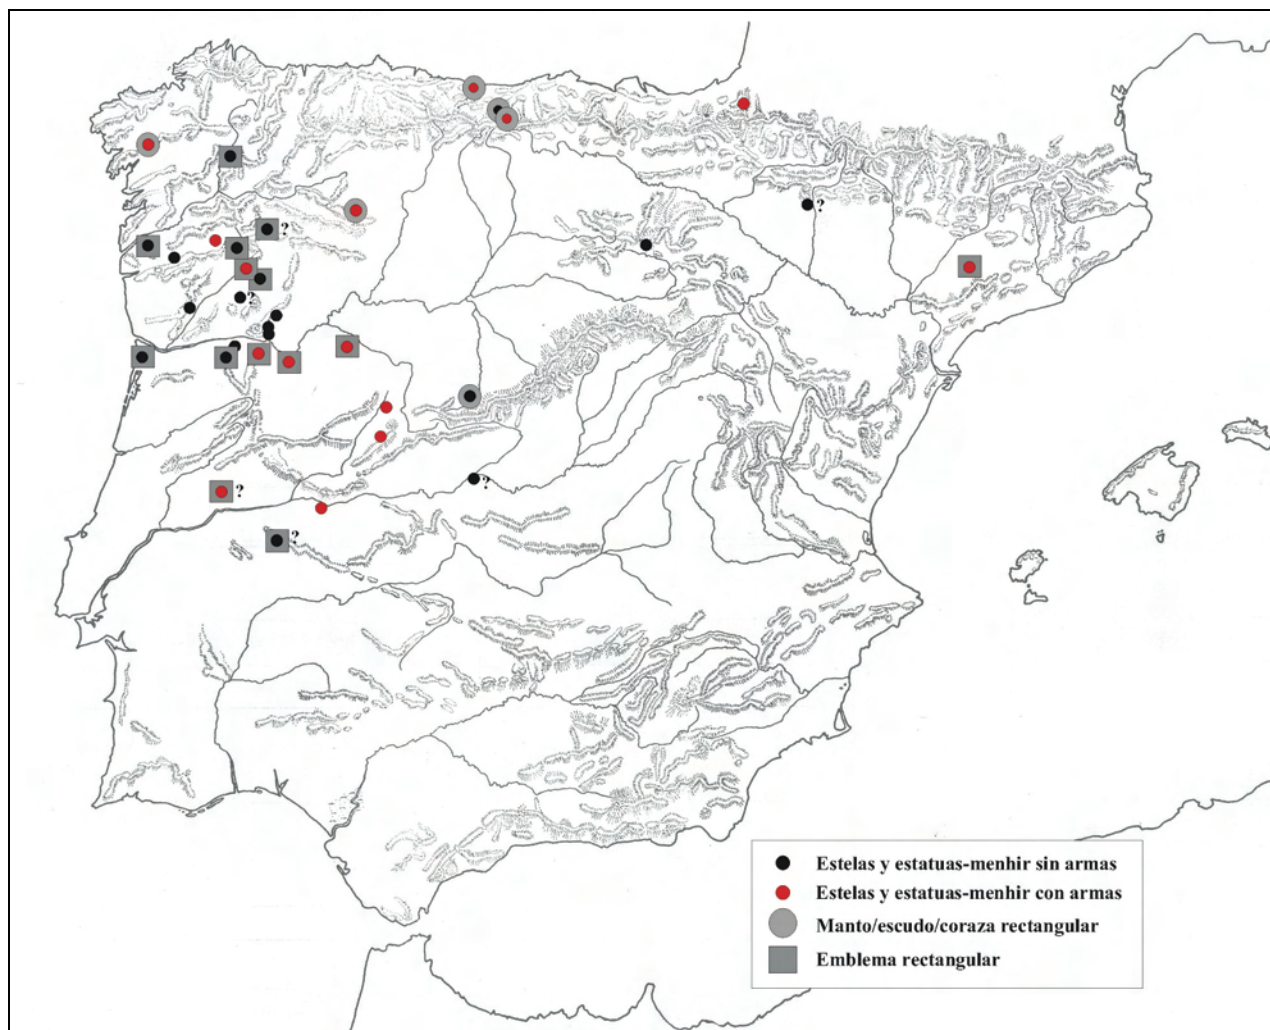 ?
?
?
?
?
?
Estelas y estatuas-menhir sin armas
Estelas y estatuas-menhir con armas
Manto/escudo/coraza rectangular
Emblema rectangular